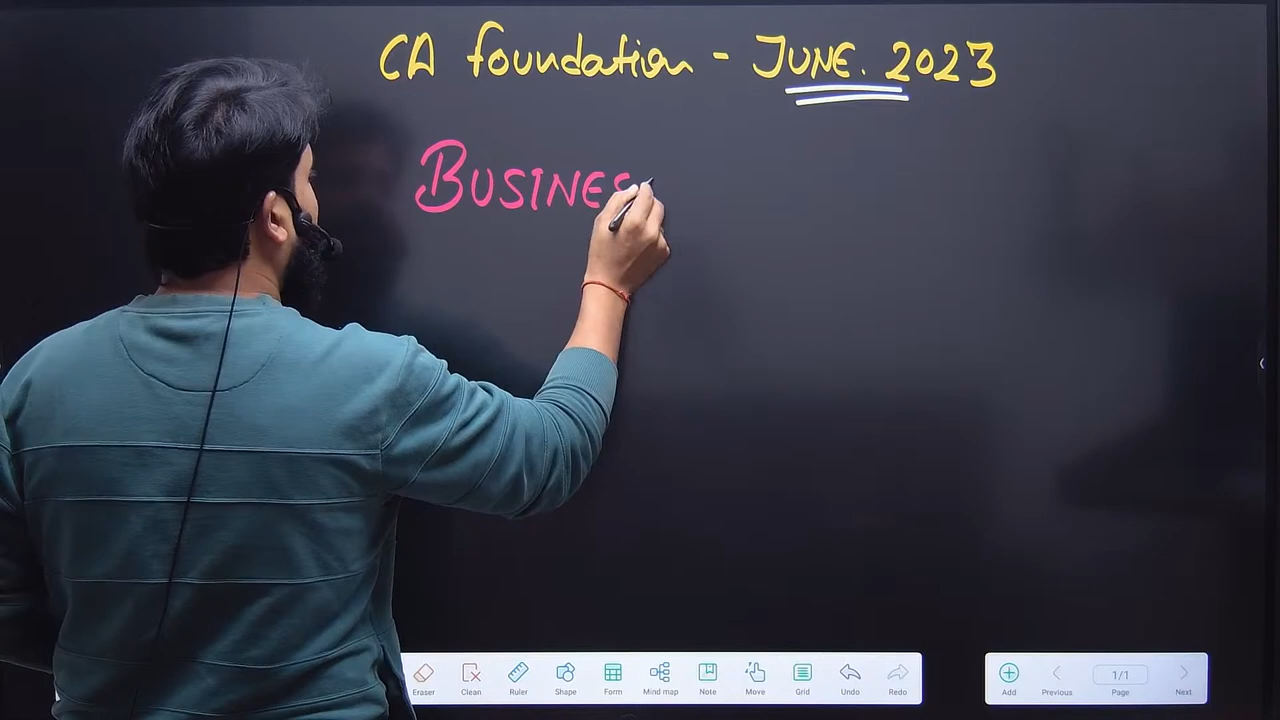 CA foundation - JUNE. 2023
BUSINES
Eraser Clean Ruler Shape Form Mind map Note Move Grid Undo Redo
Add Previous 1/1 Page Next